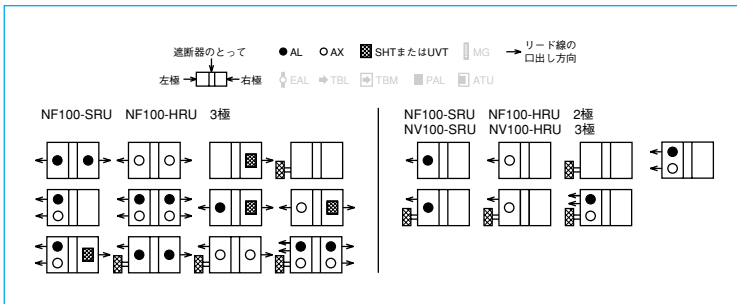 遮断器のとって
AL AX SHTまたはUVT MG リード線の口出し方向
左極 右極 EAL TBL TBM PAL ATU
NF100-SRU NF100-HRU 3極
NF100-SRU NF100-HRU 2極
NV100-SRU NV100-HRU 3極